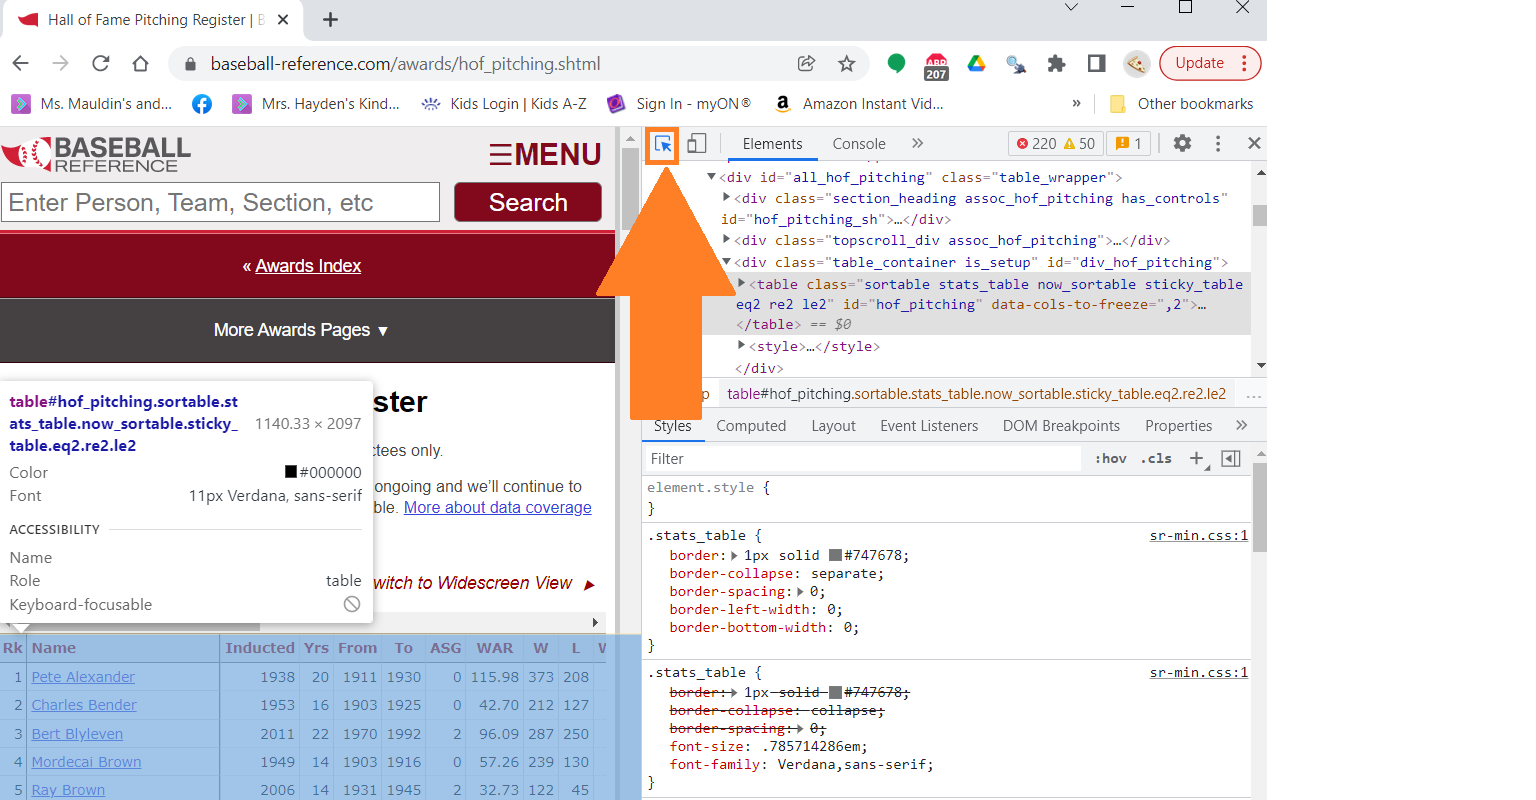 Hall of Fame Pitching Register | B
baseball-reference.com/awards/hof_pitching.shtml
207
Update
Ms. Mauldin's and...
Mrs. Hayden's Kind...
Kids Login | Kids A-Z
Sign In - myON®
Amazon Instant Vid...
»
Other bookmarks
BASEBALL
REFERENCE
☰MENU
Enter Person, Team, Section, etc
Search
« Awards Index
More Awards Pages ▼
ster
table#hof_pitching.sortable.st
ats_table.now_sortable.sticky_
table.eq2.re2.le2
1140.33 × 2097
Color
#000000
Font
11px Verdana, sans-serif
ACCESSIBILITY
Name
Role
table
Keyboard-focusable
ctees only.
ongoing and we'll continue to
ble. More about data coverage
witch to Widescreen View ▶
Rk Name Inducted Yrs From To ASG WAR W L
1 Pete Alexander 1938 20 1911 1930 0 115.98 373 208
2 Charles Bender 1953 16 1903 1925 0 42.70 212 127
3 Bert Blyleven 2011 22 1970 1992 2 96.09 287 250
4 Mordecai Brown 1949 14 1903 1916 0 57.26 239 130
5 Ray Brown 2006 14 1931 1945 2 32.73 122 45
Elements
Console
»
220
50
1
▼<div id="all_hof_pitching" class="table_wrapper">
▶<div class="section_heading assoc_hof_pitching has_controls"
id="hof_pitching_sh">…</div>
▶<div class="topscroll_div assoc_hof_pitching">…</div>
▼<div class="table_container is_setup" id="div_hof_pitching">
▶<table class="sortable stats_table now_sortable sticky_table
eq2 re2 le2" id="hof_pitching" data-cols-to-freeze=",2">…
</table> == $0
▶<style>…</style>
</div>
p
table#hof_pitching.sortable.stats_table.now_sortable.sticky_table.eq2.re2.le2
...
Styles
Computed
Layout
Event Listeners
DOM Breakpoints
Properties
»
Filter
:hov
.cls
+
element.style {
}
.stats_table {
sr-min.css:1
border:▶ 1px solid #747678;
border-collapse: separate;
border-spacing:▶ 0;
border-left-width: 0;
border-bottom-width: 0;
}
.stats_table {
sr-min.css:1
border:▶ 1px solid #747678;
border-collapse: collapse;
border-spacing:▶ 0;
font-size: .785714286em;
font-family: Verdana,sans-serif;
}